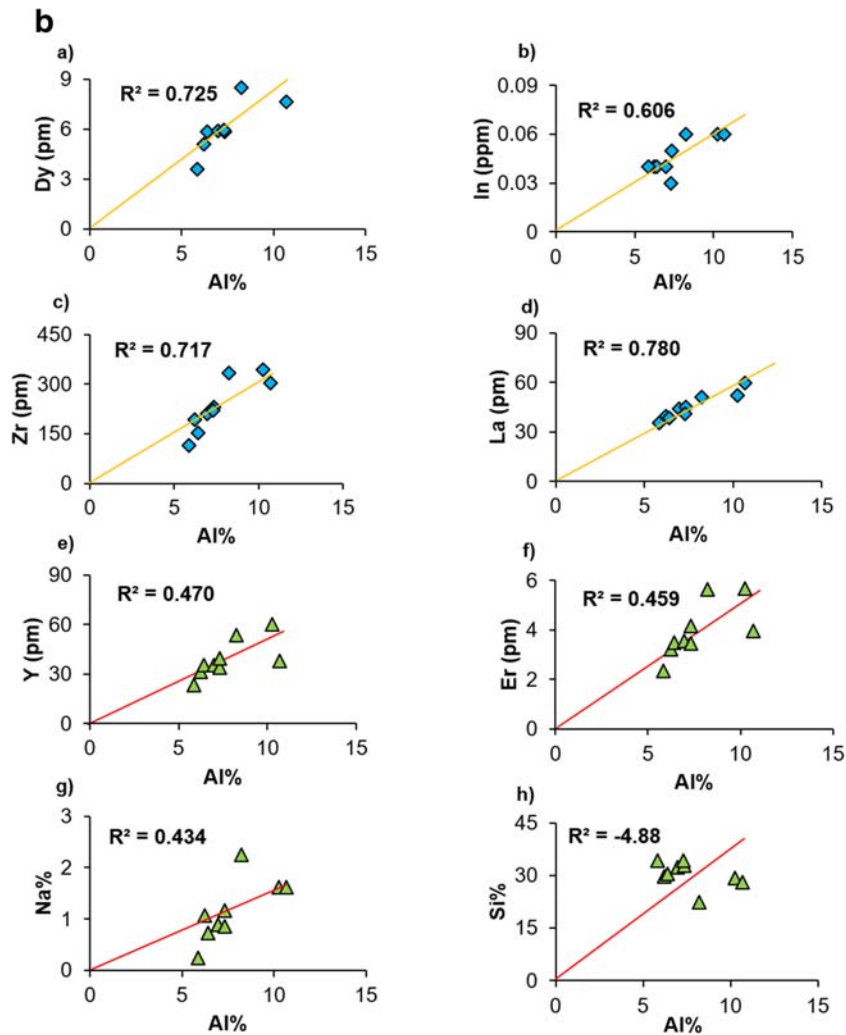 b
a)
R² = 0.725
9
6
3
0
Dy (pm)
0 5 10 15
Al%
b)
R² = 0.606
0.09
0.06
0.03
0
In (ppm)
0 5 10 15
Al%
c)
R² = 0.717
450
300
150
0
Zr (pm)
0 5 10 15
Al%
d)
R² = 0.780
90
60
30
0
La (pm)
0 5 10 15
Al%
e)
R² = 0.470
90
60
30
0
Y (pm)
0 5 10 15
Al%
f)
R² = 0.459
6
4
2
0
Er (pm)
0 5 10 15
Al%
g)
R² = 0.434
3
2
1
0
Na%
0 5 10 15
Al%
h)
R² = -4.88
45
30
15
0
Si%
0 5 10 15
Al%